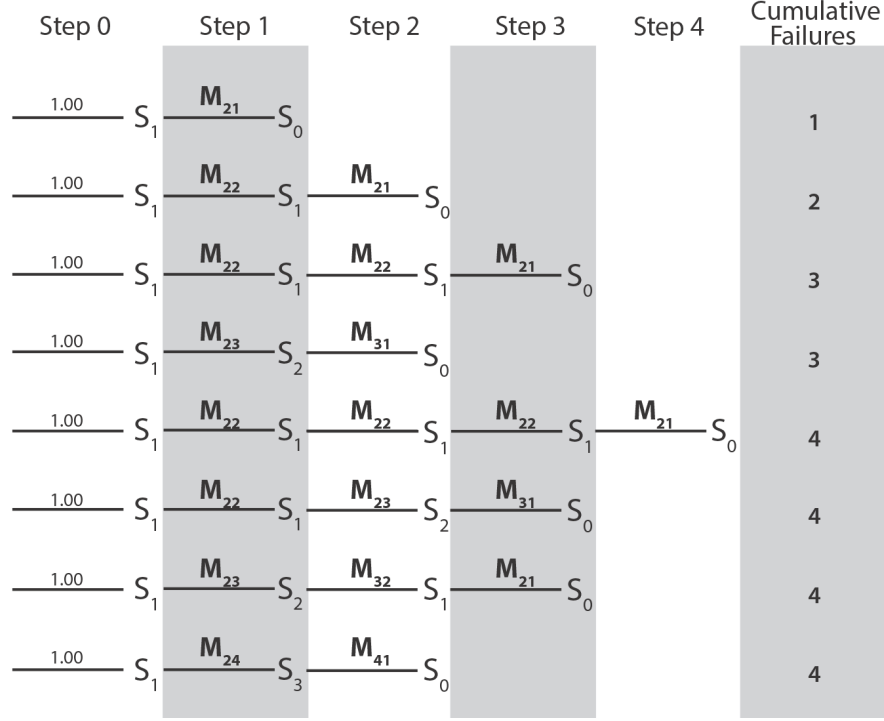 Step 0 Step 1 Step 2 Step 3 Step 4 Cumulative Failures
1.00 S1 M21 S0 1
1.00 S1 M22 S1 M21 S0 2
1.00 S1 M22 S1 M22 S1 M21 S0 3
1.00 S1 M23 S2 M31 S0 3
1.00 S1 M22 S1 M22 S1 M22 S1 M21 S0 4
1.00 S1 M22 S1 M23 S2 M31 S0 4
1.00 S1 M23 S2 M32 S1 M21 S0 4
1.00 S1 M24 S3 M41 S0 4